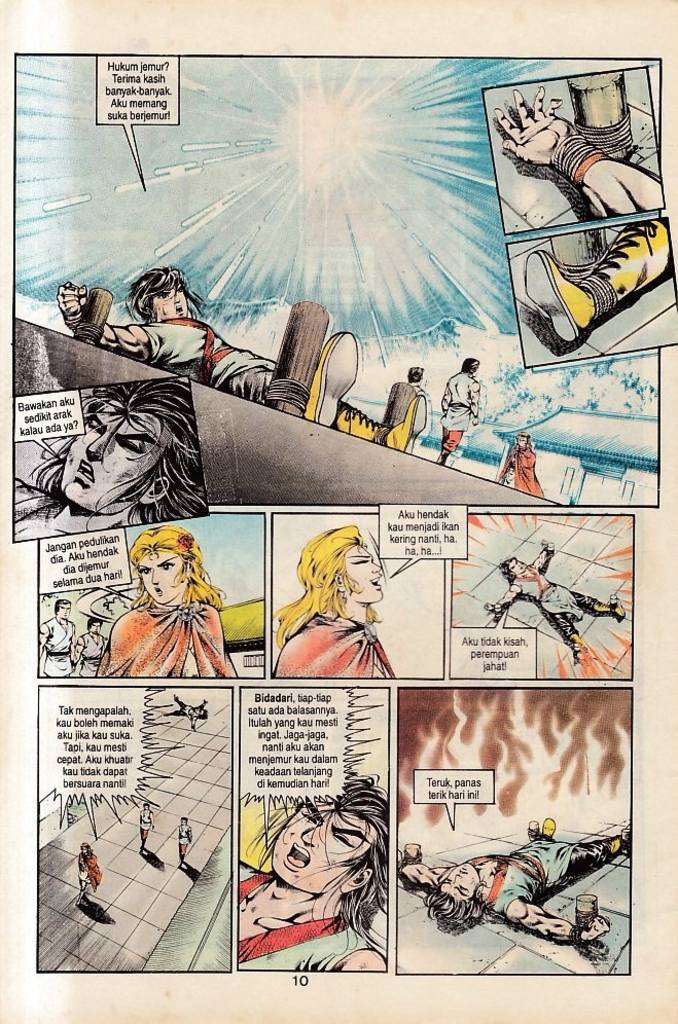 Hukum jemur?
Terima kasih
banyak-banyak.
Aku memang
suka berjemur!
Bawakan aku
sedikit arak
kalau ada ya?
Jangan pedulikan
dia. Aku hendak
dia dijemur
selama dua hari!
Aku hendak
kau menjadi ikan
kering nanti, ha.
ha, ha...!
Aku tidak kisah,
perempuan
jahat!
Tak mengapalah,
kau boleh memaki
aku jika kau suka.
Tapi, kau mesti
cepat. Aku khuatir
kau tidak dapat
bersuara nanti!
Bidadari, tiap-tiap
satu ada balasannya.
Itulah yang kau mesti
ingat. Jaga-jaga,
nanti aku akan
menjemur kau dalam
keadaan telanjang
di kemudian hari!
Teruk, panas
terik hari ini!
10